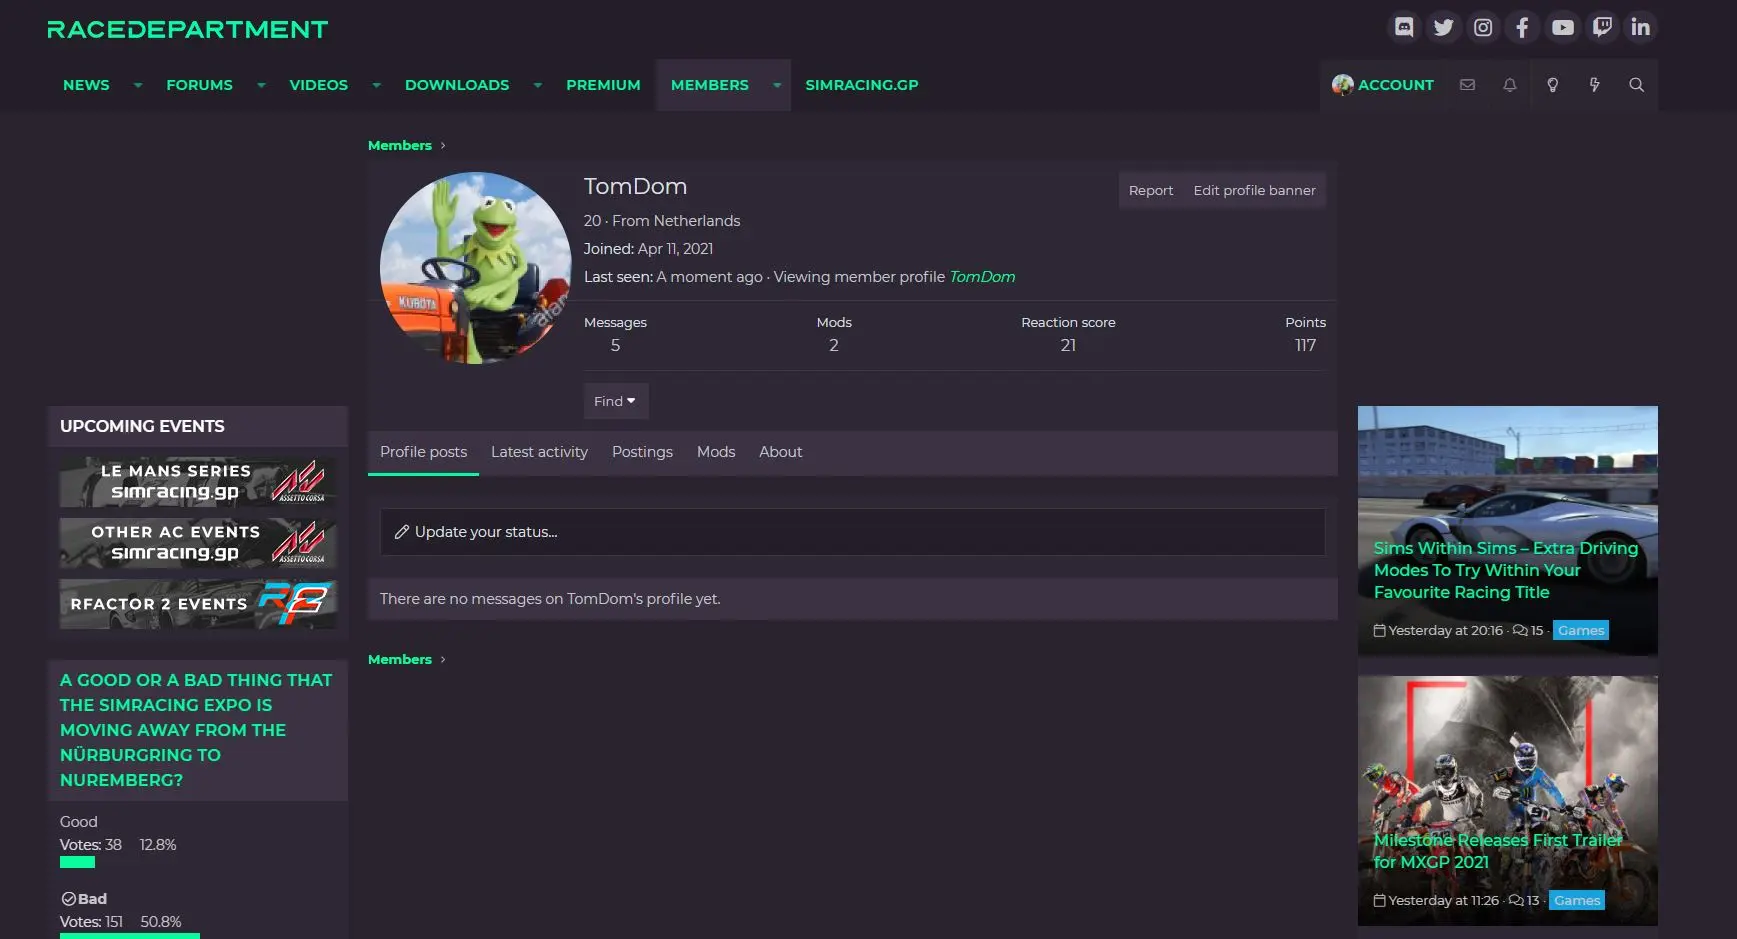 RACEDEPARTMENT
NEWS
FORUMS
VIDEOS
DOWNLOADS
PREMIUM
MEMBERS
SIMRACING.GP
ACCOUNT
Members
TomDom
Report
Edit profile banner
20 · From Netherlands
Joined: Apr 11, 2021
Last seen: A moment ago · Viewing member profile TomDom
Messages
5
Mods
2
Reaction score
21
Points
117
KUBOTA
alam
Find
Profile posts
Latest activity
Postings
Mods
About
Update your status...
There are no messages on TomDom's profile yet.
Members
UPCOMING EVENTS
LE MANS SERIES
simracing.gp
ASSETTO CORSA
OTHER AC EVENTS
simracing.gp
ASSETTO CORSA
RFACTOR 2 EVENTS
RF2
A GOOD OR A BAD THING THAT
THE SIMRACING EXPO IS
MOVING AWAY FROM THE
NÜRBURGRING TO
NUREMBERG?
Good
Votes: 38 12.8%
Bad
Votes: 151 50.8%
Sims Within Sims – Extra Driving
Modes To Try Within Your
Favourite Racing Title
Yesterday at 20:16 · 15 · Games
Milestone Releases First Trailer
for MXGP 2021
Yesterday at 11:26 · 13 · Games